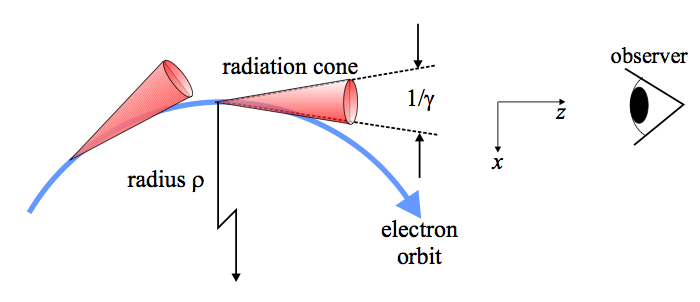 observer
radiation cone
1/γ
z
x
radius ρ
electron
orbit